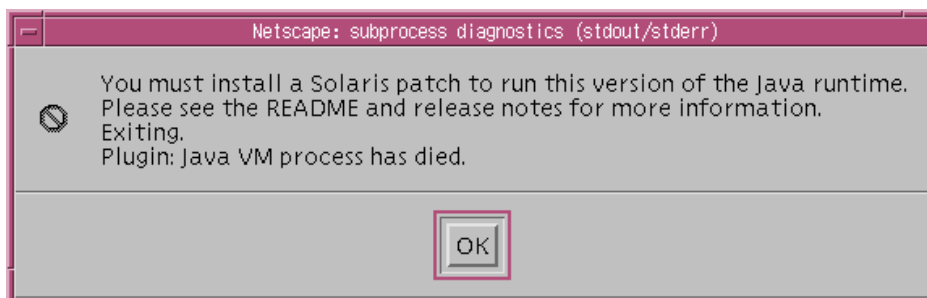 Netscape: subprocess diagnostics (stdout/stderr)
You must install a Solaris patch to run this version of the Java runtime.
Please see the README and release notes for more information.
Exiting.
Plugin: Java VM process has died.
OK